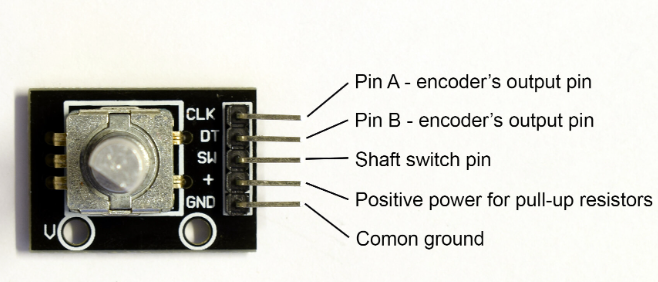 CLK
DT
SW
+
GND
V
Pin A - encoder's output pin
Pin B - encoder's output pin
Shaft switch pin
Positive power for pull-up resistors
Comon ground